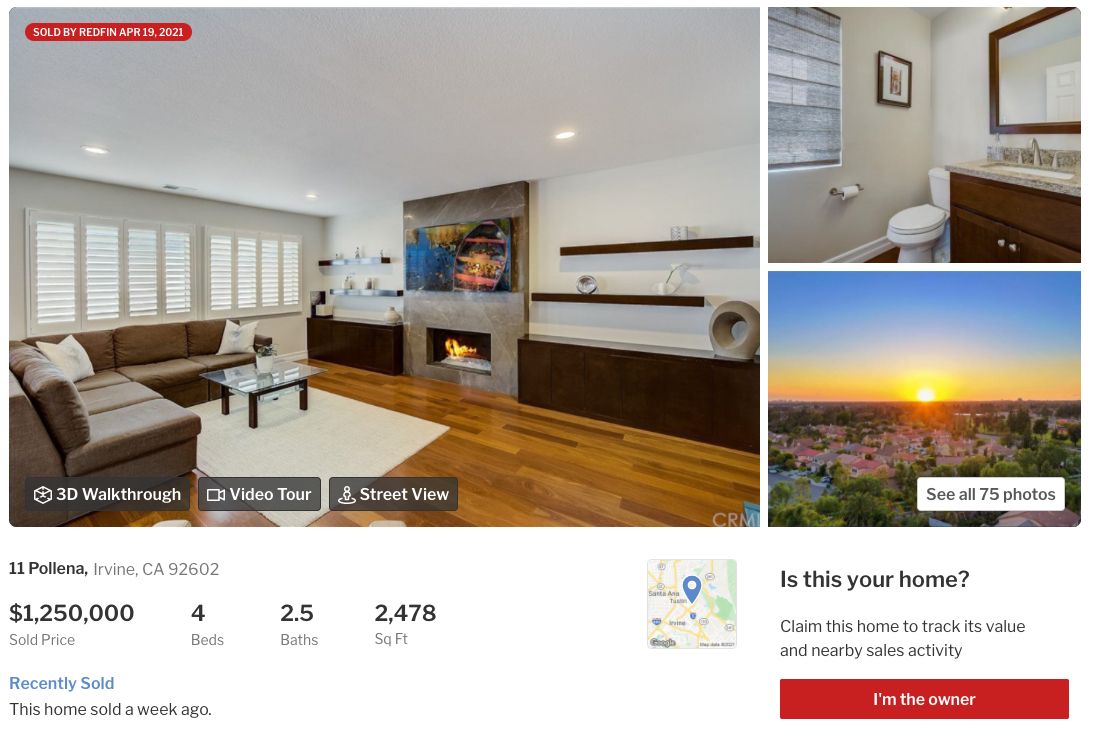 SOLD BY REDFIN APR 19, 2021
CRM
3D Walkthrough
Video Tour
Street View
See all 75 photos
11 Pollena, Irvine, CA 92602
$1,250,000
Sold Price
4
Beds
2.5
Baths
2,478
Sq Ft
Santa Ana
Tustin
Irvine
Google
Map data ©2021
Recently Sold
This home sold a week ago.
Is this your home?
Claim this home to track its value
and nearby sales activity
I'm the owner